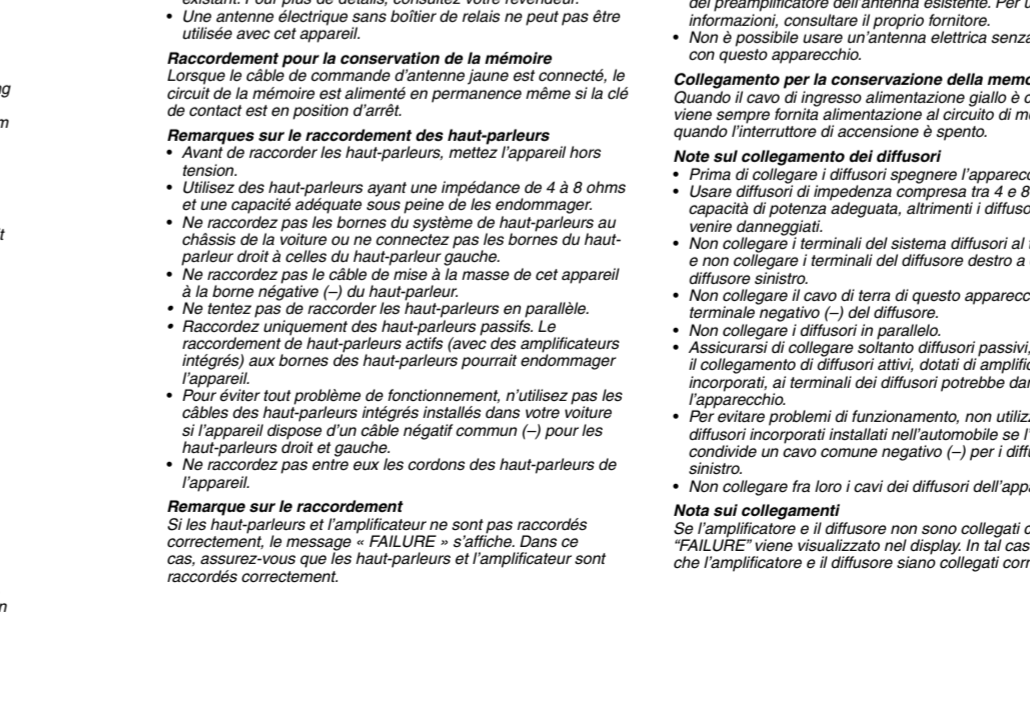 existant. Pour plus de détails, consultez votre revendeur.
• Une antenne électrique sans boîtier de relais ne peut pas être
utilisée avec cet appareil.
Raccordement pour la conservation de la mémoire
Lorsque le câble de commande d'antenne jaune est connecté, le
circuit de la mémoire est alimenté en permanence même si la clé
de contact est en position d'arrêt.
Remarques sur le raccordement des haut-parleurs
• Avant de raccorder les haut-parleurs, mettez l'appareil hors
tension.
• Utilisez des haut-parleurs ayant une impédance de 4 à 8 ohms
et une capacité adéquate sous peine de les endommager.
• Ne raccordez pas les bornes du système de haut-parleurs au
châssis de la voiture ou ne connectez pas les bornes du haut-
parleur droit à celles du haut-parleur gauche.
• Ne raccordez pas le câble de mise à la masse de cet appareil
à la borne négative (–) du haut-parleur.
• Ne tentez pas de raccorder les haut-parleurs en parallèle.
• Raccordez uniquement des haut-parleurs passifs. Le
raccordement de haut-parleurs actifs (avec des amplificateurs
intégrés) aux bornes des haut-parleurs pourrait endommager
l'appareil.
• Pour éviter tout problème de fonctionnement, n'utilisez pas les
câbles des haut-parleurs intégrés installés dans votre voiture
si l'appareil dispose d'un câble négatif commun (–) pour les
haut-parleurs droit et gauche.
• Ne raccordez pas entre eux les cordons des haut-parleurs de
l'appareil.
Remarque sur le raccordement
Si les haut-parleurs et l'amplificateur ne sont pas raccordés
correctement, le message « FAILURE » s'affiche. Dans ce
cas, assurez-vous que les haut-parleurs et l'amplificateur sont
raccordés correctement.
del preamplificatore dell'antenna esistente. Per
informazioni, consultare il proprio fornitore.
• Non è possibile usare un'antenna elettrica senza
con questo apparecchio.
Collegamento per la conservazione della
Quando il cavo di ingresso alimentazione giallo è
viene sempre fornita alimentazione al circuito di
quando l'interruttore di accensione è spento.
Note sul collegamento dei diffusori
• Prima di collegare i diffusori spegnere
• Usare diffusori di impedenza compresa tra 4 e 8
capacità di potenza adeguata, altrimenti i
venire danneggiati.
• Non collegare i terminali del sistema diffusori al
e non collegare i terminali del diffusore destro a
diffusore sinistro.
• Non collegare il cavo di terra di questo
terminale negativo (–) del diffusore.
• Non collegare i diffusori in parallelo.
• Assicurarsi di collegare soltanto diffusori passivi,
il collegamento di diffusori attivi, dotati di
incorporati, ai terminali dei diffusori potrebbe
l'apparecchio.
• Per evitare problemi di funzionamento, non
diffusori incorporati installati nell'automobile se
condivide un cavo comune negativo (–) per i
sinistro.
• Non collegare fra loro i cavi dei diffusori
Nota sui collegamenti
Se l'amplificatore e il diffusore non sono collegati
"FAILURE" viene visualizzato nel display. In tal
che l'amplificatore e il diffusore siano collegati